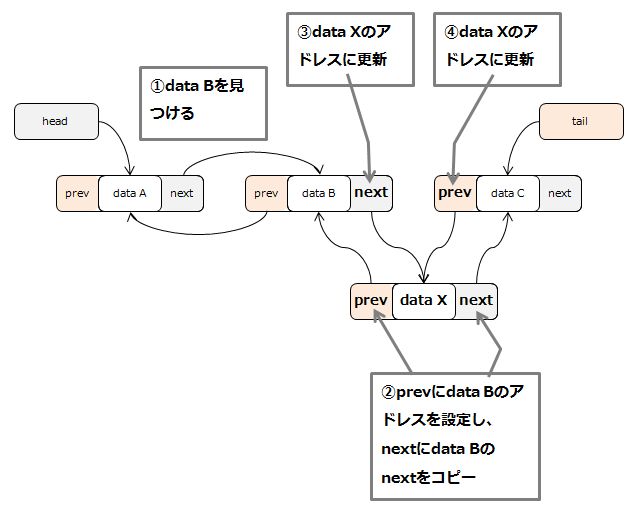 ③data Xのア
ドレスに更新
④data Xのア
ドレスに更新
①data Bを見
つける
head
tail
prev data A next
prev data B next
prev data C next
prev data X next
②prevにdata Bのア
ドレスを設定し、
nextにdata Bの
nextをコピー